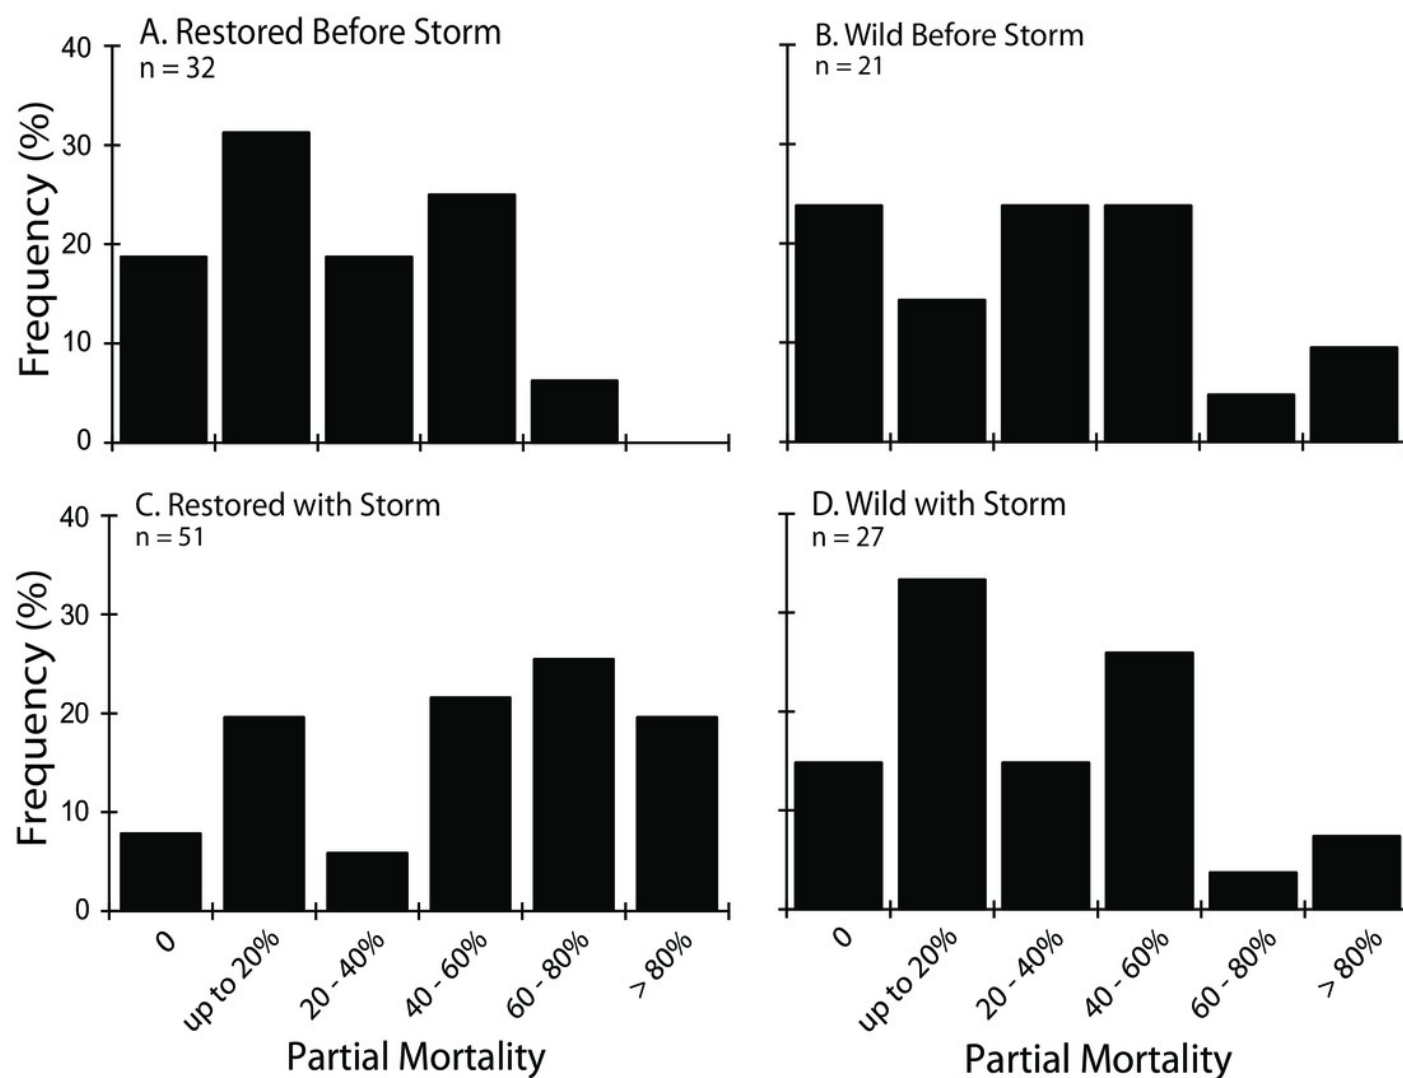 A. Restored Before Storm
n = 32
40
30
20
10
0
Frequency (%)
B. Wild Before Storm
n = 21
C. Restored with Storm
n = 51
40
30
20
10
0
Frequency (%)
0
up to 20%
20 - 40%
40 - 60%
60 - 80%
> 80%
Partial Mortality
D. Wild with Storm
n = 27
0
up to 20%
20 - 40%
40 - 60%
60 - 80%
> 80%
Partial Mortality